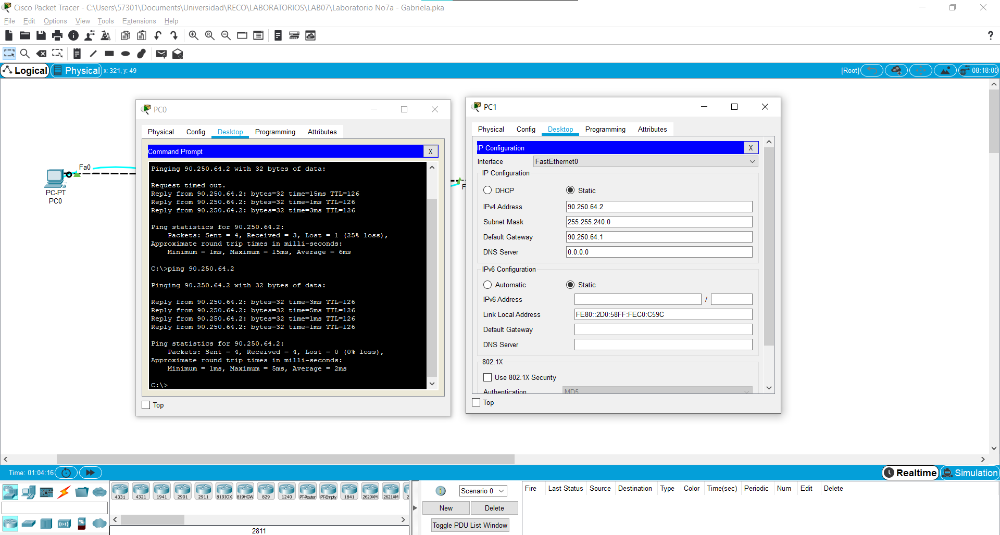 Cisco Packet Tracer - C:\Users\57301\Documents\Universidad\RECO\LABORATORIOS\LAB07\Laboratorio No7a - Gabriela.pka
File Edit Options View Tools Extensions Help
Logical Physical x: 321, y: 49 [Root] 08:18:00
Fa0
PC-PT
PC0
F
PC0
Physical Config Desktop Programming Attributes
Command Prompt X
Pinging 90.250.64.2 with 32 bytes of data:
Request timed out.
Reply from 90.250.64.2: bytes=32 time=15ms TTL=126
Reply from 90.250.64.2: bytes=32 time=1ms TTL=126
Reply from 90.250.64.2: bytes=32 time=3ms TTL=126
Ping statistics for 90.250.64.2:
Packets: Sent = 4, Received = 3, Lost = 1 (25% loss),
Approximate round trip times in milli-seconds:
Minimum = 1ms, Maximum = 15ms, Average = 6ms
C:\>ping 90.250.64.2
Pinging 90.250.64.2 with 32 bytes of data:
Reply from 90.250.64.2: bytes=32 time=3ms TTL=126
Reply from 90.250.64.2: bytes=32 time=5ms TTL=126
Reply from 90.250.64.2: bytes=32 time=1ms TTL=126
Reply from 90.250.64.2: bytes=32 time=1ms TTL=126
Ping statistics for 90.250.64.2:
Packets: Sent = 4, Received = 4, Lost = 0 (0% loss),
Approximate round trip times in milli-seconds:
Minimum = 1ms, Maximum = 5ms, Average = 2ms
C:\>
Top
PC1
Physical Config Desktop Programming Attributes
IP Configuration X
Interface FastEthernet0
IP Configuration
DHCP Static
IPv4 Address 90.250.64.2
Subnet Mask 255.255.240.0
Default Gateway 90.250.64.1
DNS Server 0.0.0.0
IPv6 Configuration
Automatic Static
IPv6 Address /
Link Local Address FE80::2D0:58FF:FEC0:C59C
Default Gateway
DNS Server
802.1X
Use 802.1X Security
Authentication MD5
Top
Time: 01:04:16 Realtime Simulation
4331 4321 1941 2901 2911 819IOX 819HGW 829 1240 PT-Router PT-Empty 1841 2620XM 2621XM 2
2811
Scenario 0
New Delete
Toggle PDU List Window
Fire Last Status Source Destination Type Color Time(sec) Periodic Num Edit Delete